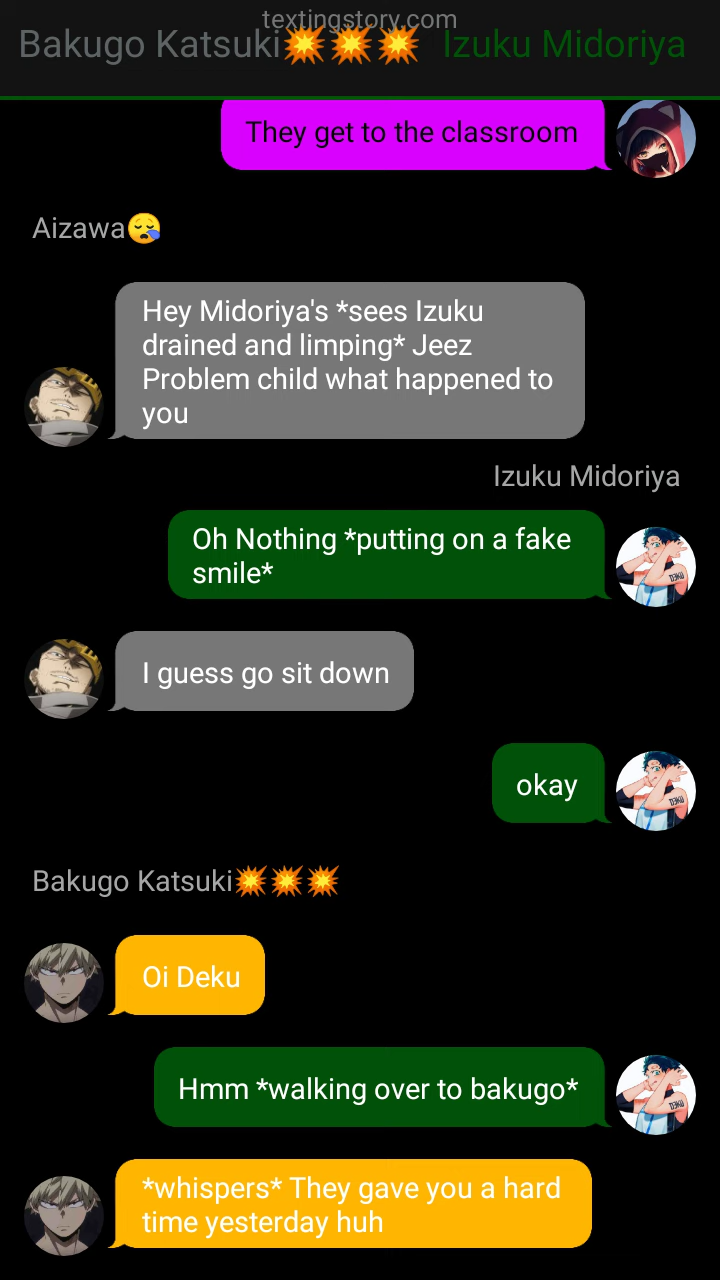 textingstory.com
Bakugo Katsuki💥💥💥 Izuku Midoriya
They get to the classroom
Aizawa😪
Hey Midoriya's *sees Izuku
drained and limping* Jeez
Problem child what happened to
you
Izuku Midoriya
Oh Nothing *putting on a fake
smile*
I guess go sit down
okay
Bakugo Katsuki💥💥💥
Oi Deku
Hmm *walking over to bakugo*
*whispers* They gave you a hard
time yesterday huh